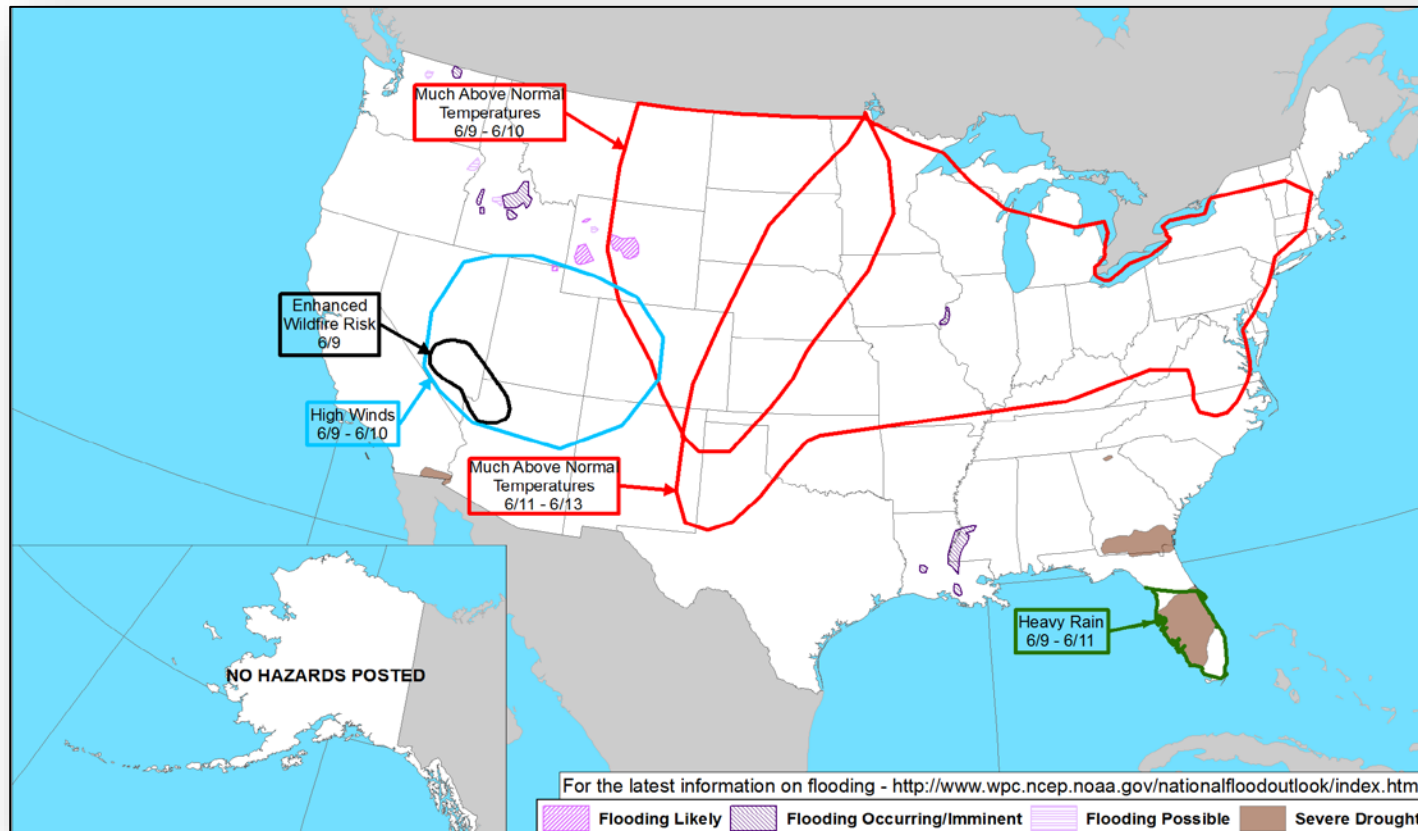 Much Above Normal
Temperatures
6/9 - 6/10
Enhanced
Wildfire Risk
6/9
High Winds
6/9 - 6/10
Much Above Normal
Temperatures
6/11 - 6/13
Heavy Rain
6/9 - 6/11
NO HAZARDS POSTED
For the latest information on flooding - http://www.wpc.ncep.noaa.gov/nationalfloodoutlook/index.htm
Flooding Likely Flooding Occurring/Imminent Flooding Possible Severe Drought